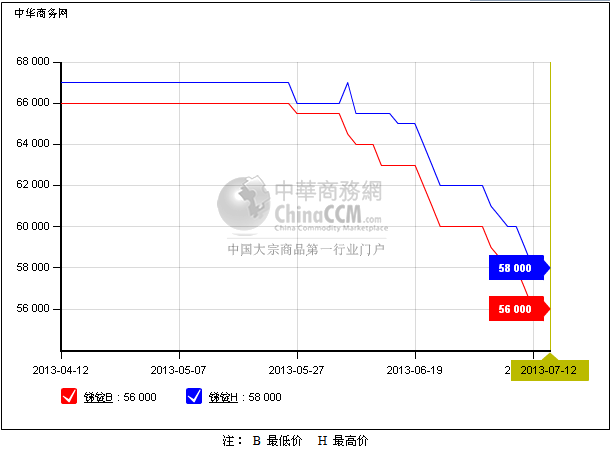 中华商务网
68 000
66 000
64 000
62 000
60 000
58 000
56 000
中華商務網
ChinaCCM.com
China Commodity Marketplace
中国大宗商品第一行业门户
58 000
56 000
2013-04-12
2013-05-07
2013-05-27
2013-06-19
2013-07-12
锑锭B : 56 000
锑锭H : 58 000
注： B 最低价 H 最高价